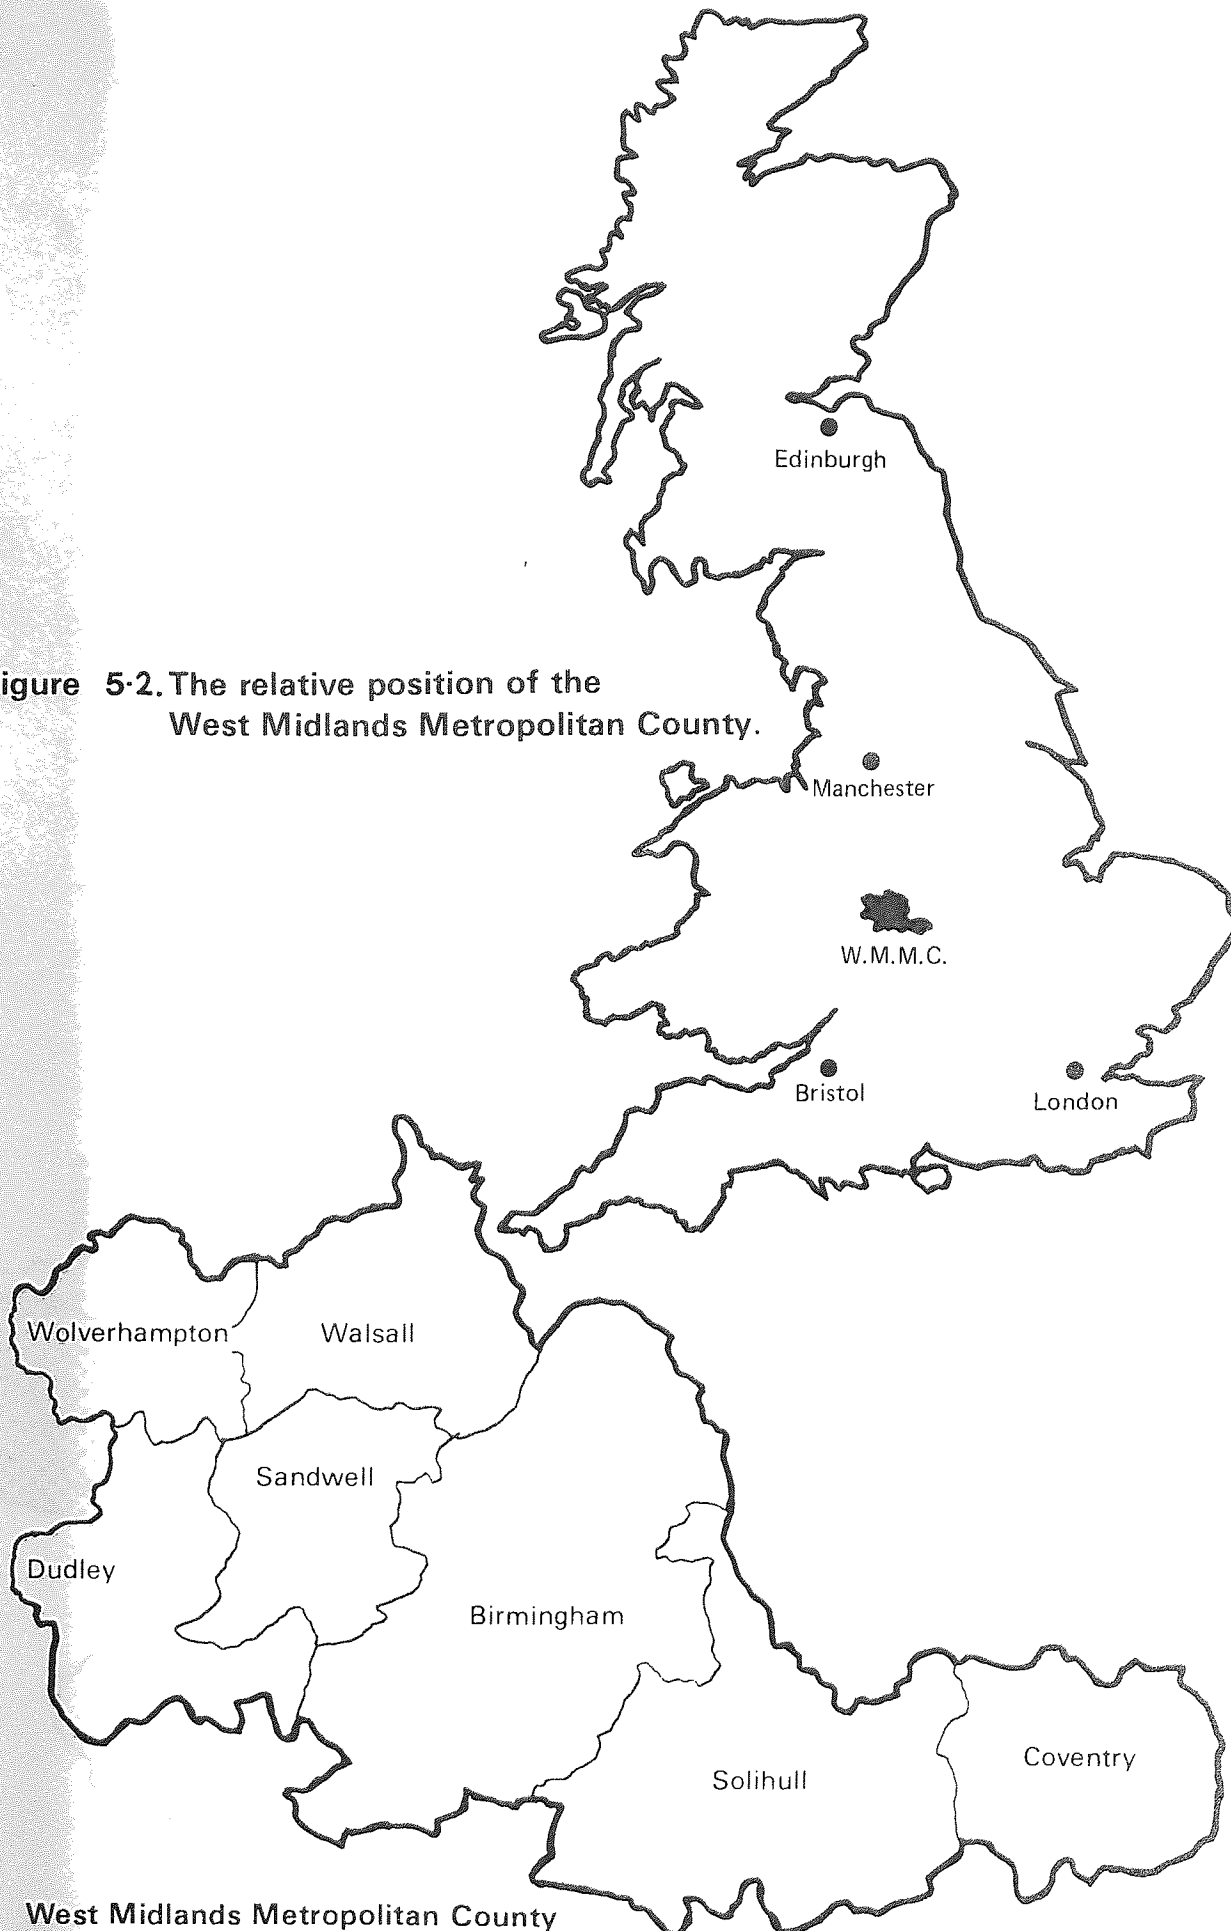 Edinburgh
igure 5·2. The relative position of the
West Midlands Metropolitan County.
Manchester
W.M.M.C.
Bristol
London
Wolverhampton
Walsall
Sandwell
Dudley
Birmingham
Solihull
Coventry
West Midlands Metropolitan County